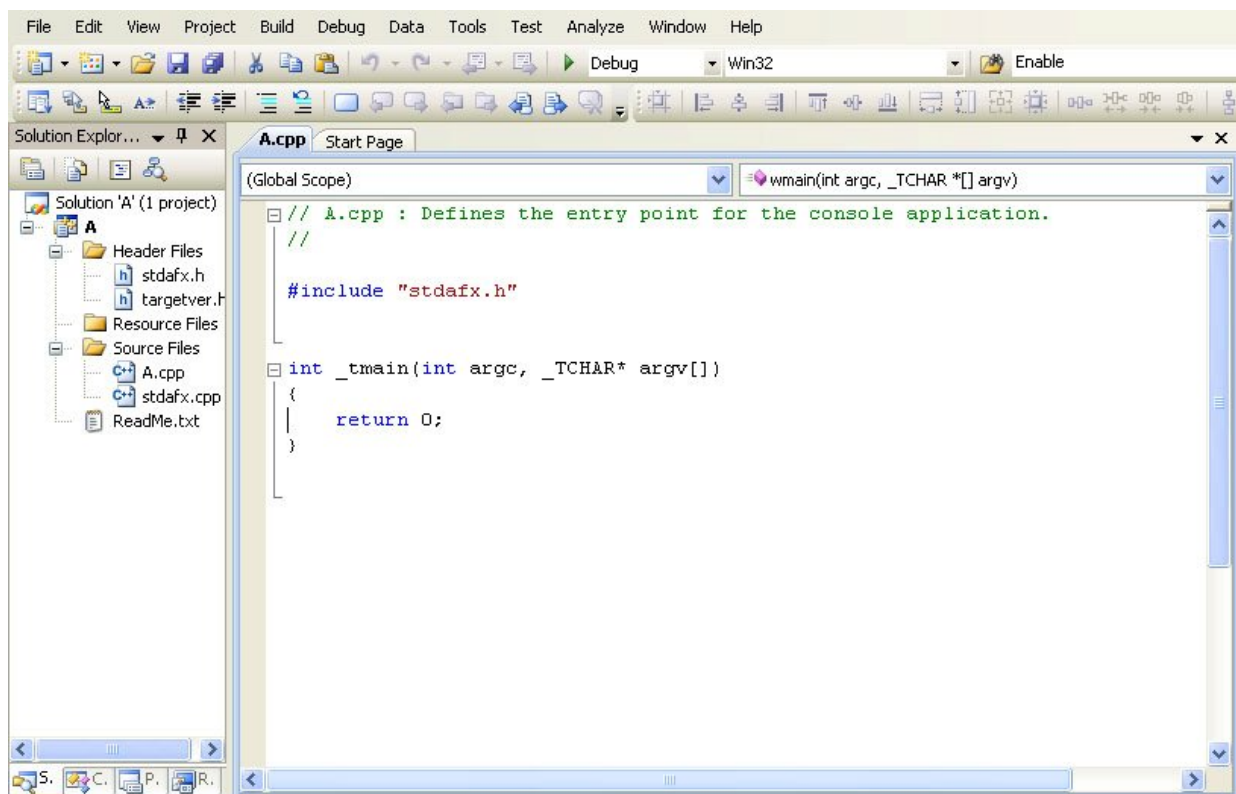 File Edit View Project Build Debug Data Tools Test Analyze Window Help
Debug Win32 Enable
Solution Explor...
A.cpp Start Page
(Global Scope) wmain(int argc, _TCHAR *[] argv)
Solution 'A' (1 project)
A
Header Files
stdafx.h
targetver.h
Resource Files
Source Files
A.cpp
stdafx.cpp
ReadMe.txt
// A.cpp : Defines the entry point for the console application.
//
#include "stdafx.h"
int _tmain(int argc, _TCHAR* argv[])
{
return 0;
}
S. C. P. R.